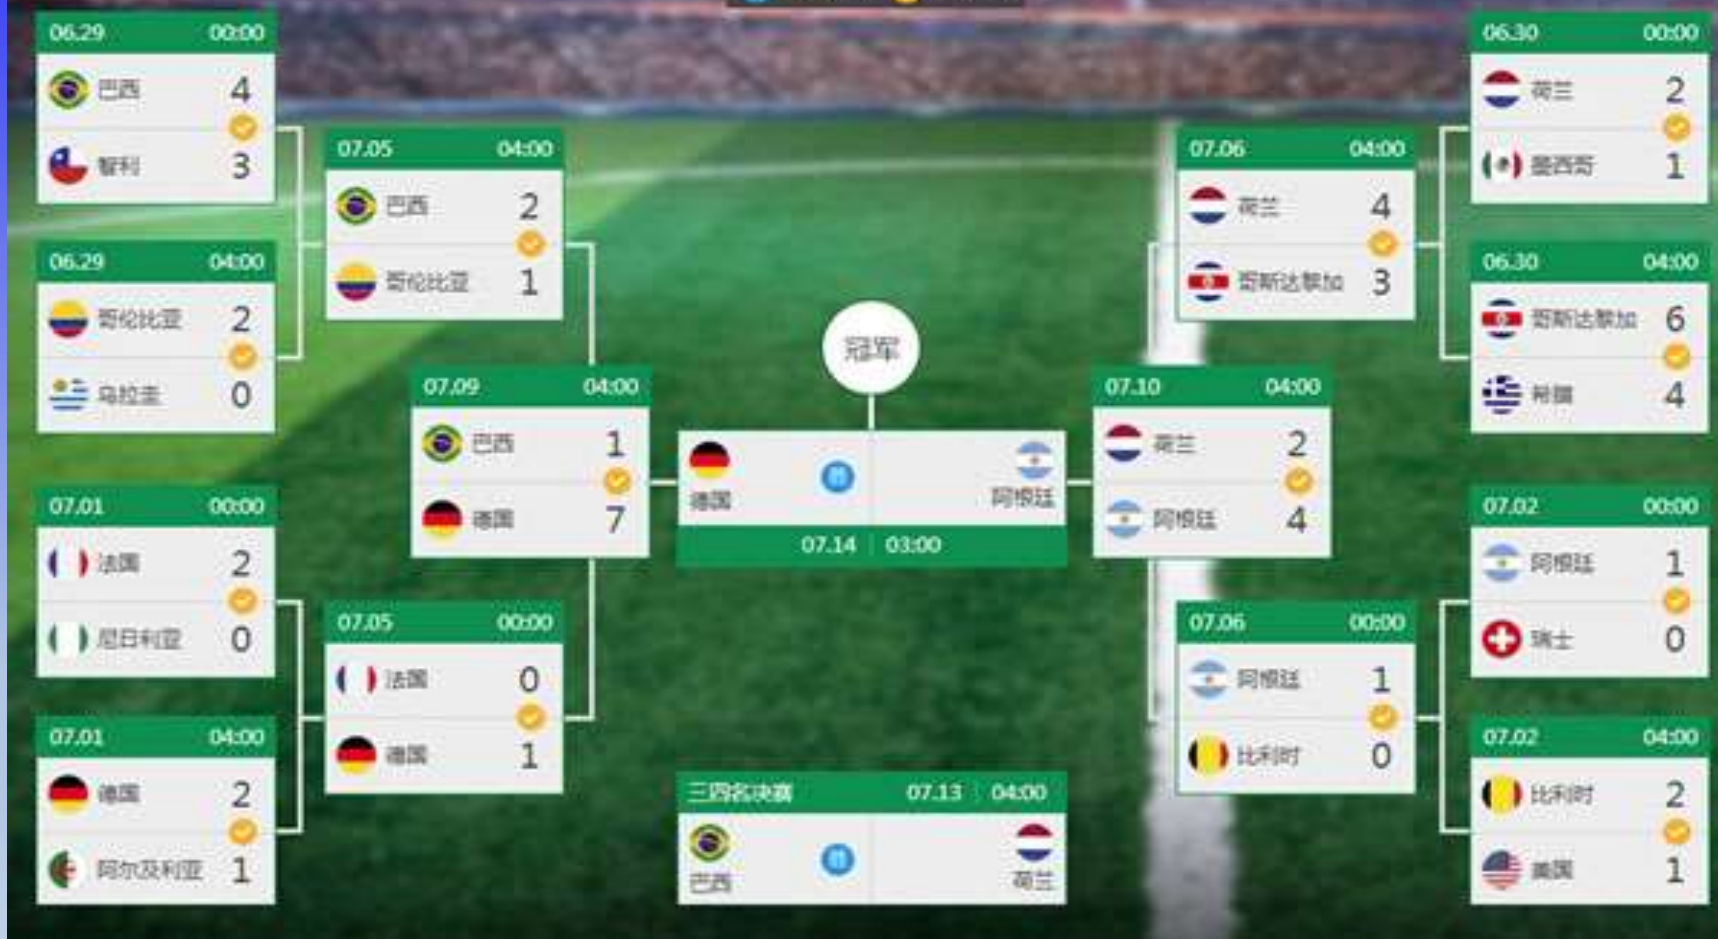 06.29 00:00
巴西 4
智利 3
06.29 04:00
哥伦比亚 2
乌拉圭 0
07.01 00:00
法国 2
尼日利亚 0
07.01 04:00
德国 2
阿尔及利亚 1
07.05 04:00
巴西 2
哥伦比亚 1
07.05 00:00
法国 0
德国 1
07.09 04:00
巴西 1
德国 7
冠军
德国 阿根廷
07.14 03:00
三四名决赛 07.13 04:00
巴西 荷兰
07.10 04:00
荷兰 2
阿根廷 4
07.06 04:00
荷兰 4
哥斯达黎加 3
07.06 00:00
阿根廷 1
比利时 0
06.30 00:00
荷兰 2
墨西哥 1
06.30 04:00
哥斯达黎加 6
希腊 4
07.02 00:00
阿根廷 1
瑞士 0
07.02 04:00
比利时 2
美国 1